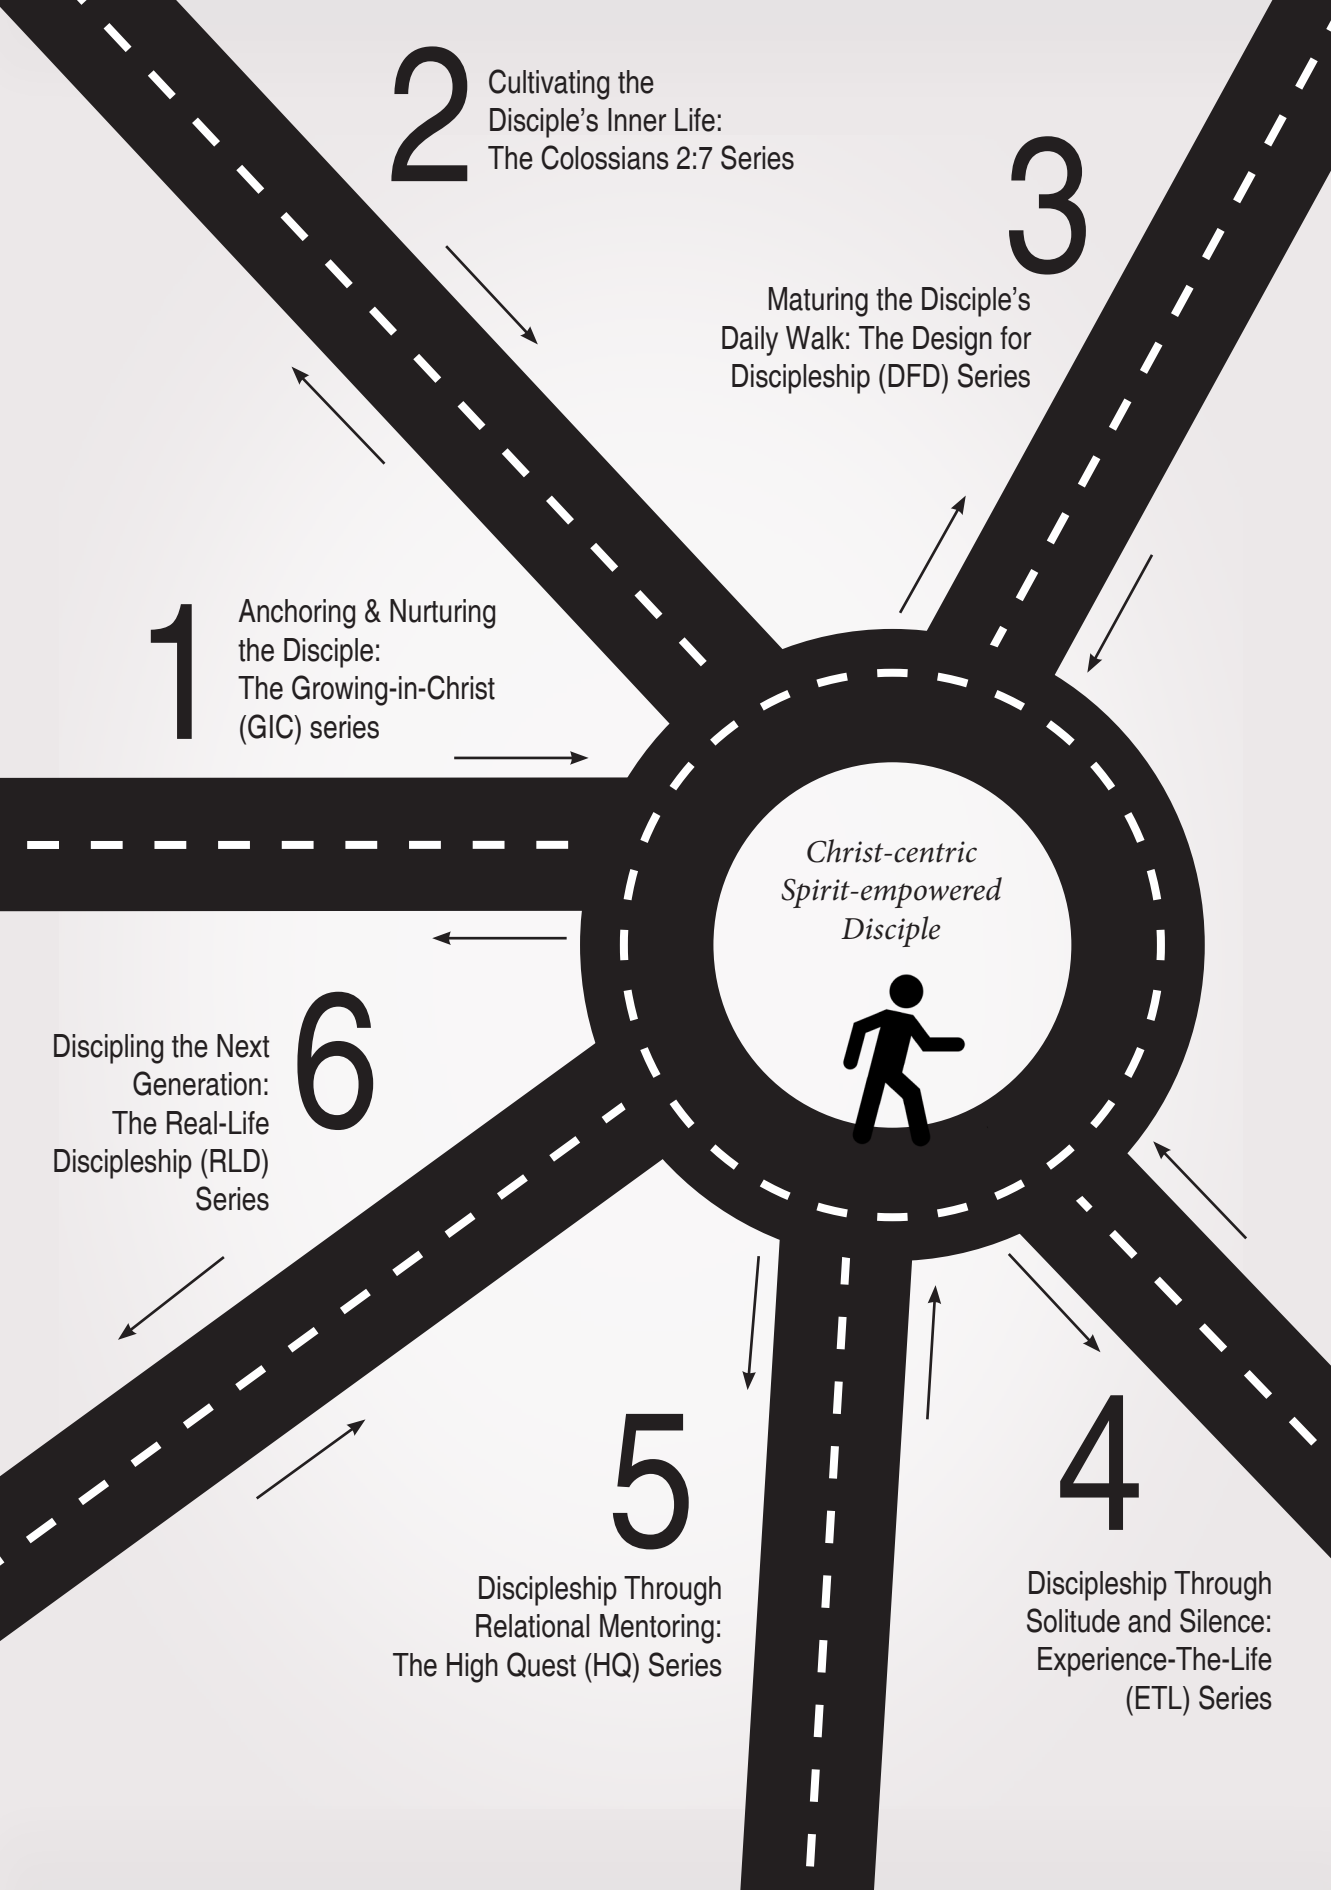 2
Cultivating the
Disciple’s Inner Life:
The Colossians 2:7 Series
3
Maturing the Disciple’s
Daily Walk: The Design for
Discipleship (DFD) Series
1
Anchoring & Nurturing
the Disciple:
The Growing-in-Christ
(GIC) series
Christ-centric
Spirit-empowered
Disciple
6
Discipling the Next
Generation:
The Real-Life
Discipleship (RLD)
Series
5
Discipleship Through
Relational Mentoring:
The High Quest (HQ) Series
4
Discipleship Through
Solitude and Silence:
Experience-The-Life
(ETL) Series